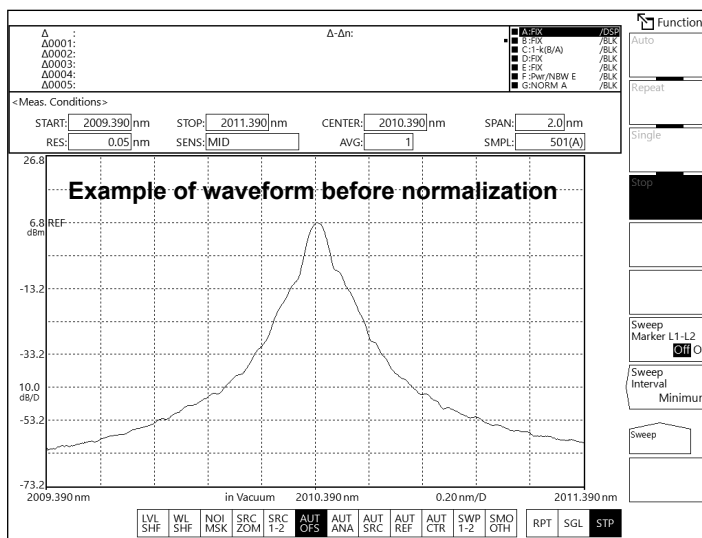 Function
Δ :
Δ0001:
Δ0002:
Δ0003:
Δ0004:
Δ0005:
Δ-Δn:
A:FIX /DSP
B:FIX /BLK
C:1-k(B/A) /BLK
D:FIX /BLK
E:FIX /BLK
F:Pwr/NBW E /BLK
G:NORM A /BLK
<Meas. Conditions>
START: 2009.390 nm STOP: 2011.390 nm CENTER: 2010.390 nm SPAN: 2.0 nm
RES: 0.05 nm SENS: MID AVG: 1 SMPL: 501(A)
26.8
Example of waveform before normalization
6.8 REF
dBm
-13.2
-33.2
10.0
dB/D
-53.2
-73.2
2009.390 nm in Vacuum 2010.390 nm 0.20 nm/D 2011.390 nm
LVL SHF
WL SHF
NOI MSK
SRC ZOM
SRC 1-2
AUT OFS
AUT ANA
AUT SRC
AUT REF
AUT CTR
SWP 1-2
SMO OTH
RPT
SGL
STP
Auto
Repeat
Single
Stop
Sweep
Marker L1-L2
Off O
Sweep
Interval
Minimur
Sweep